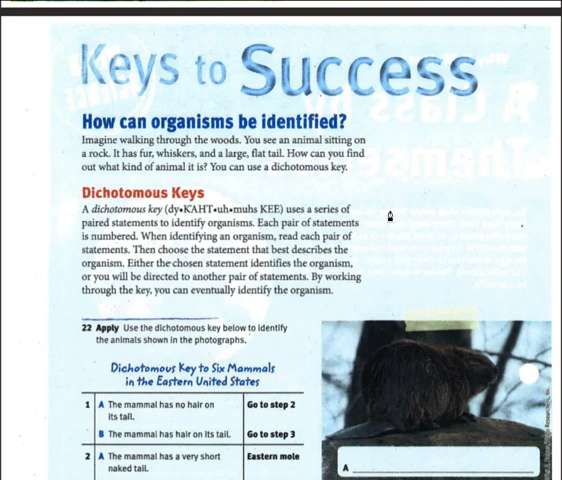 Keys to Success
How can organisms be identified?
Imagine walking through the woods. You see an animal sitting on
a rock. It has fur, whiskers, and a large, flat tail. How can you find
out what kind of animal it is? You can use a dichotomous key.
Dichotomous Keys
A dichotomous key (dy•KAHT•uh•muhs KEE) uses a series of
paired statements to identify organisms. Each pair of statements
is numbered. When identifying an organism, read each pair of
statements. Then choose the statement that best describes the
organism. Either the chosen statement identifies the organism,
or you will be directed to another pair of statements. By working
through the key, you can eventually identify the organism.
22 Apply Use the dichotomous key below to identify
the animals shown in the photographs.
Dichotomous Key to Six Mammals
in the Eastern United States
1 A The mammal has no hair on Go to step 2
its tail.
B The mammal has hair on its tail. Go to step 3
2 A The mammal has a very short Eastern mole
naked tail.
A